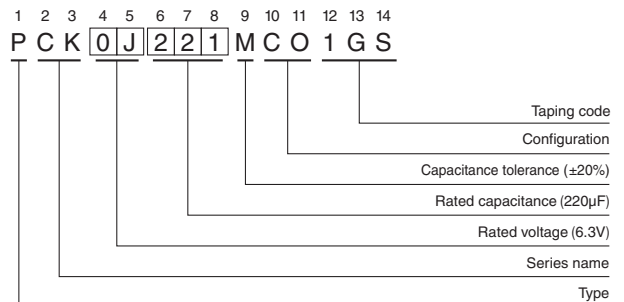 1 2 3 4 5 6 7 8 9 10 11 12 13 14
P C K 0 J 2 2 1 M C O 1 G S
Taping code
Configuration
Capacitance tolerance (±20%)
Rated capacitance (220µF)
Rated voltage (6.3V)
Series name
Type